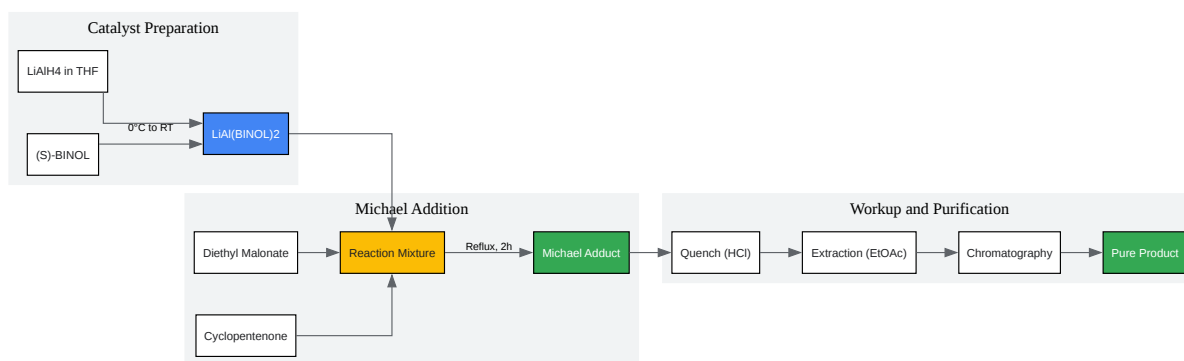 Catalyst Preparation
LiAlH4 in THF
0°C to RT
LiAl(BINOL)2
(S)-BINOL
Michael Addition
Diethyl Malonate
Reaction Mixture
Reflux, 2h
Michael Adduct
Cyclopentenone
Workup and Purification
Quench (HCl)
Extraction (EtOAc)
Chromatography
Pure Product